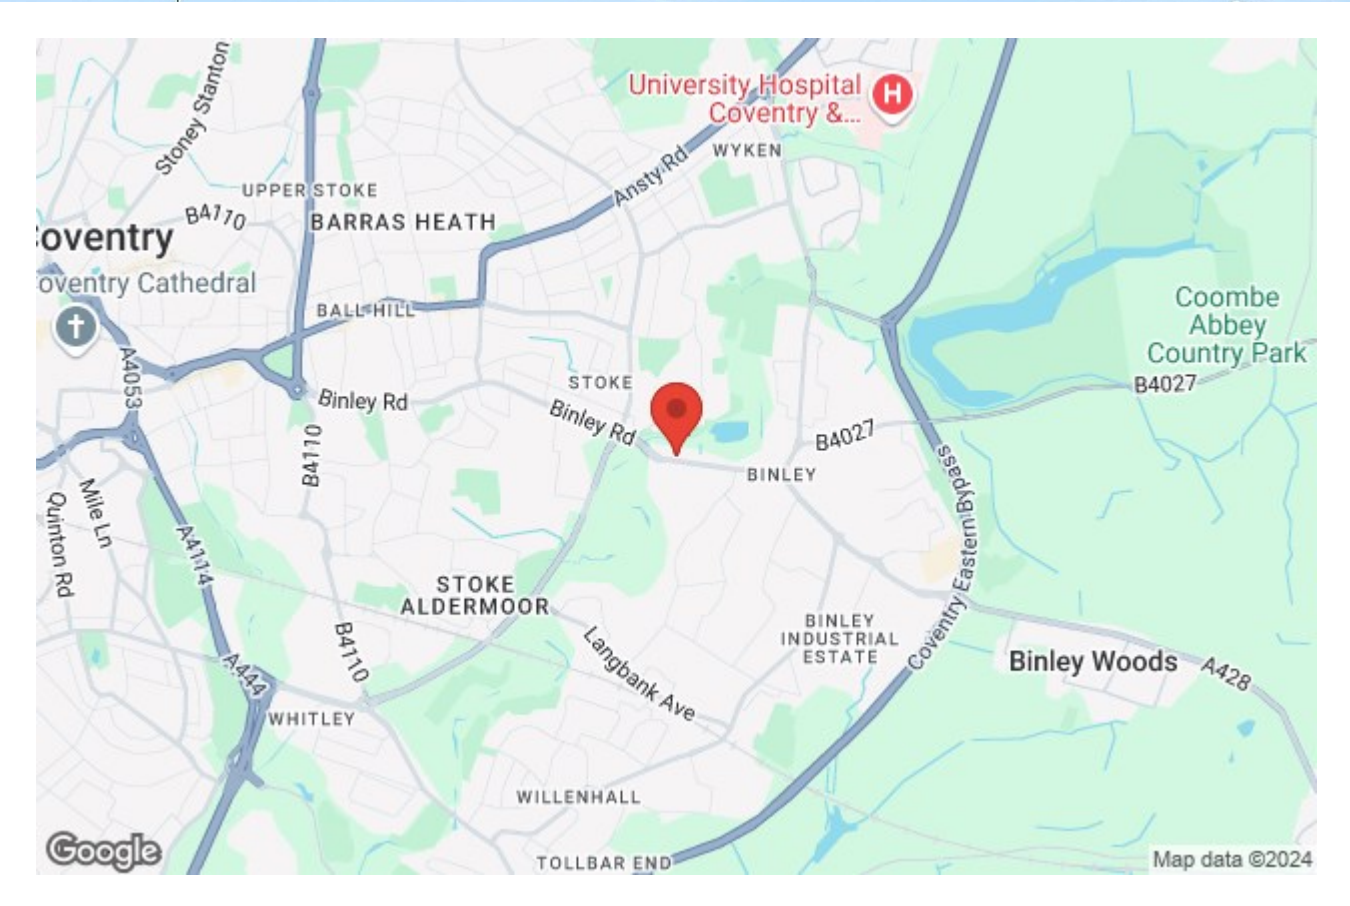 University Hospital
Coventry &...
Stoney Stanton
WYKEN
Ansty Rd
UPPER STOKE
B4110
BARRAS HEATH
oventry
oventry Cathedral
Coombe
Abbey
Country Park
BALL HILL
A4053
B4027
STOKE
Binley Rd
Binley Rd
B4027
B4110
BINLEY
Coventry Eastern Bypass
Mile Ln
Quinton Rd
A4114
STOKE
ALDERMOOR
BINLEY
INDUSTRIAL
ESTATE
B4110
Langbank Ave
Binley Woods
A428
A444
WHITLEY
WILLENHALL
TOLLBAR END
Google
Map data ©2024